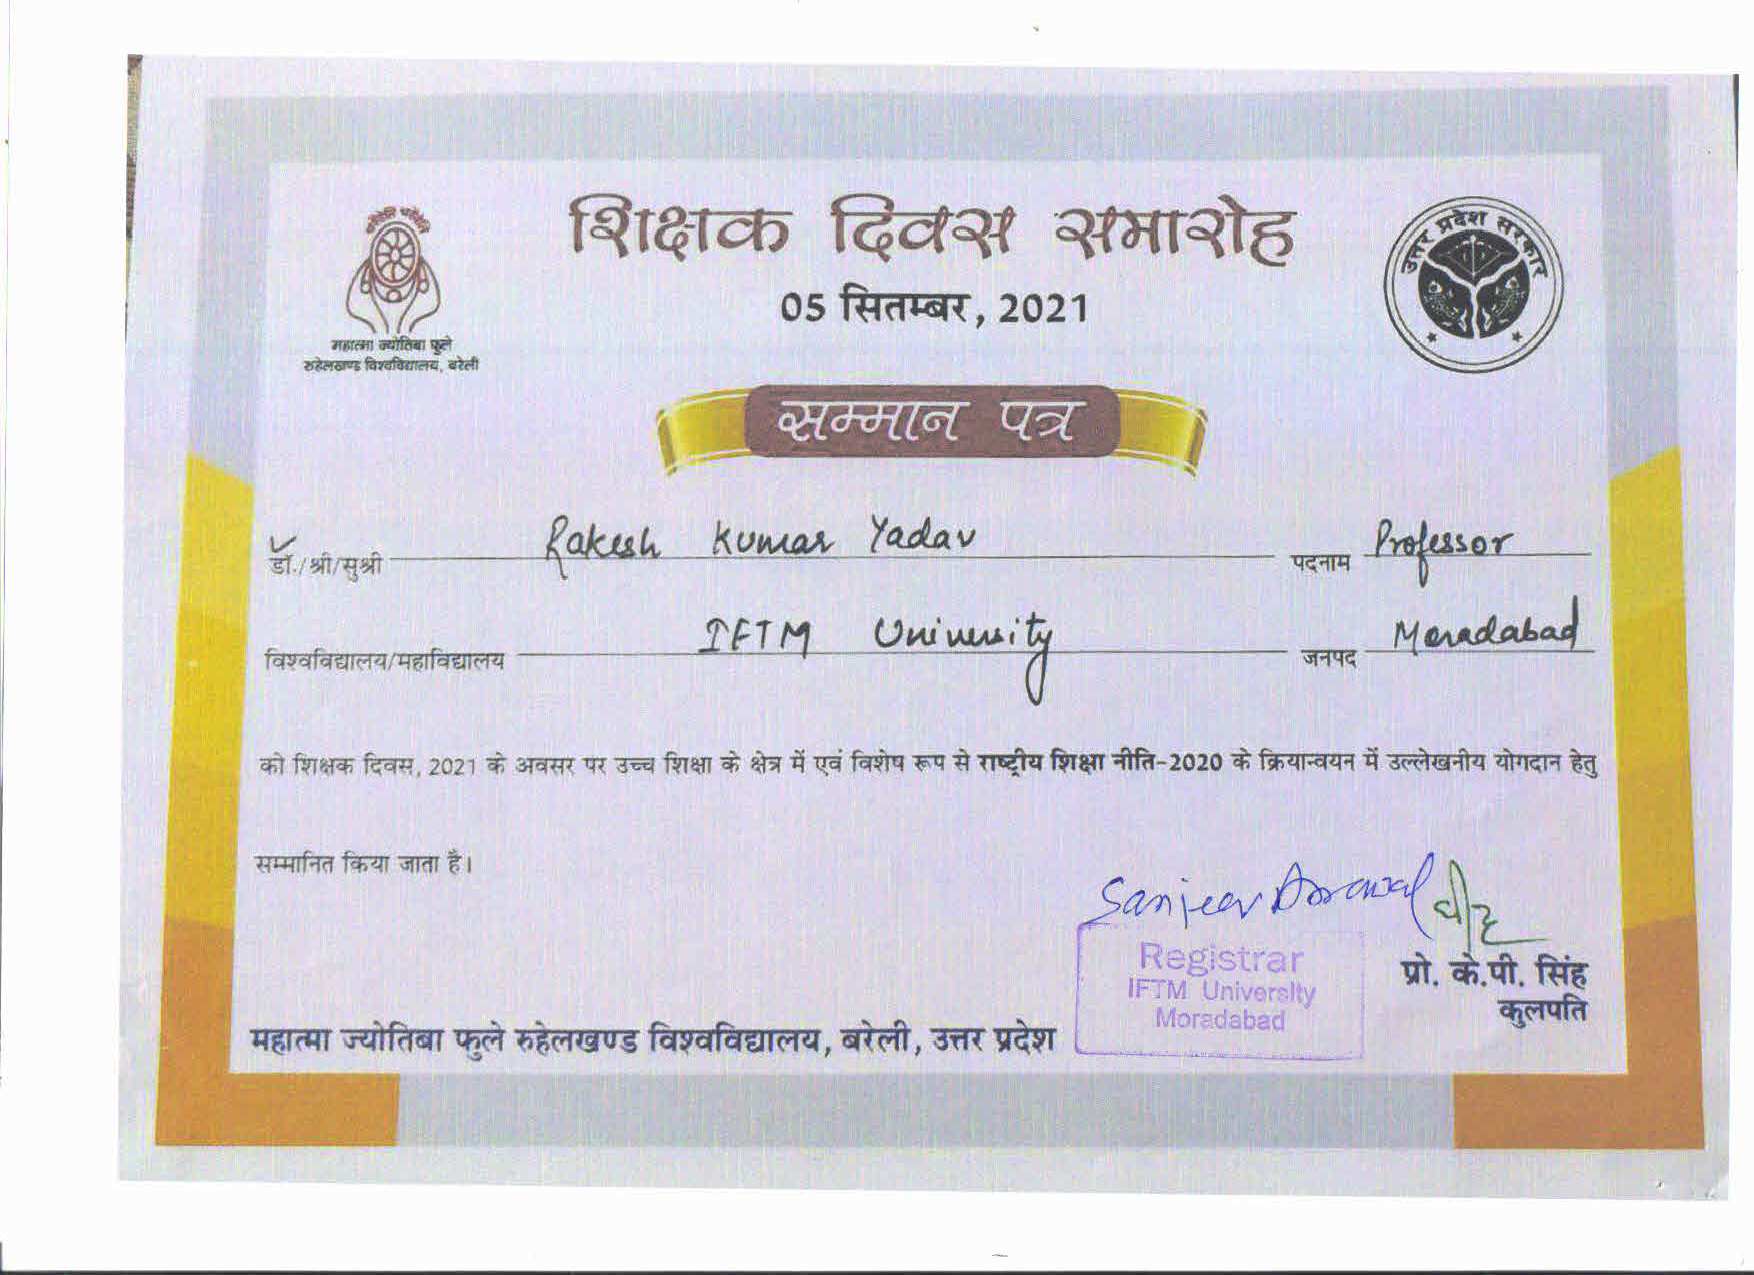 शिक्षक दिवस समारोह
05 सितम्बर, 2021
महात्मा ज्योतिबा फुले
रुहेलखण्ड विश्वविद्यालय, बरेली
उत्तर प्रदेश सरकार
सम्मान पत्र
डॉ./श्री/सुश्री Rakesh Kumar Yadav पदनाम Professor
विश्वविद्यालय/महाविद्यालय IFTM University जनपद Moradabad
को शिक्षक दिवस, 2021 के अवसर पर उच्च शिक्षा के क्षेत्र में एवं विशेष रूप से राष्ट्रीय शिक्षा नीति-2020 के क्रियान्वयन में उल्लेखनीय योगदान हेतु
सम्मानित किया जाता है।
Sanjeev
Registrar
IFTM University
Moradabad
प्रो. के.पी. सिंह
कुलपति
महात्मा ज्योतिबा फुले रुहेलखण्ड विश्वविद्यालय, बरेली, उत्तर प्रदेश